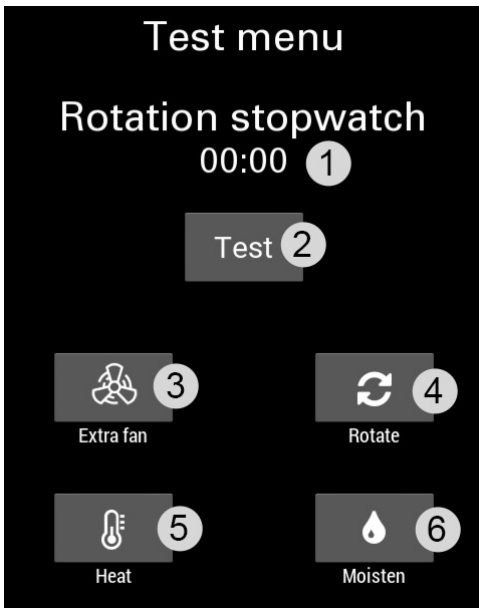 Test menu
Rotation stopwatch
00:00 1
Test 2
3 4
Extra fan Rotate
5 6
Heat Moisten